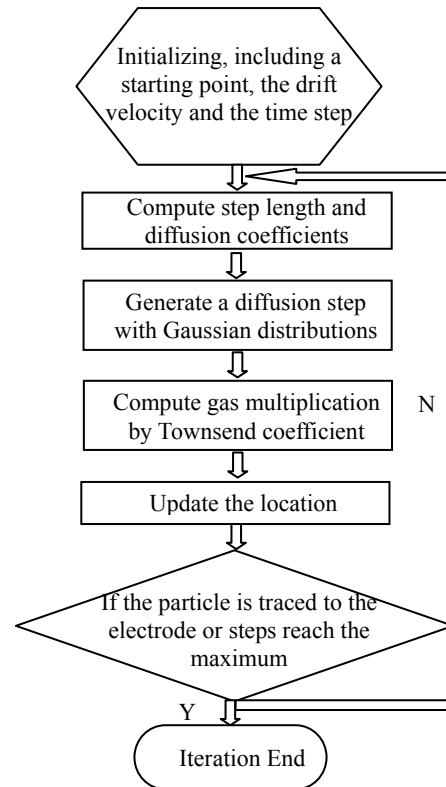 Initializing, including a
starting point, the drift
velocity and the time
step
Compute step length and
diffusion coefficients
Generate a diffusion step
with Gaussian distributions
Compute gas multiplication
by Townsend coefficient
N
Update the location
If the particle is traced to the
electrode or steps reach the
maximum
Y
Iteration End